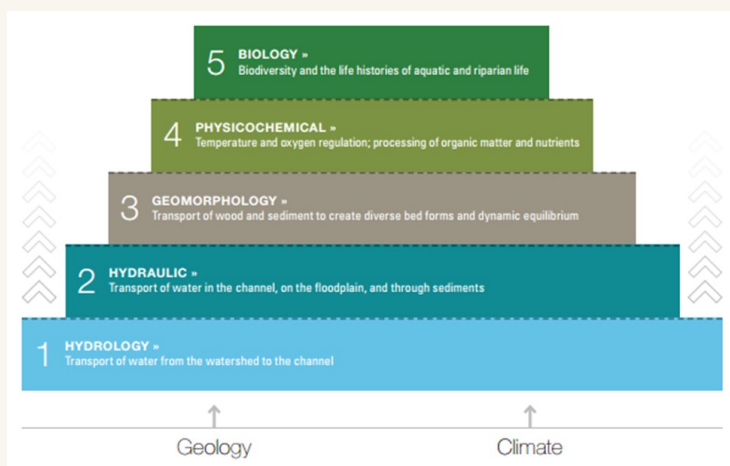 5 BIOLOGY »
Biodiversity and the life histories of aquatic and riparian life
4 PHYSICOCHEMICAL »
Temperature and oxygen regulation; processing of organic matter and nutrients
3 GEOMORPHOLOGY »
Transport of wood and sediment to create diverse bed forms and dynamic equilibrium
2 HYDRAULIC »
Transport of water in the channel, on the floodplain, and through sediments
1 HYDROLOGY »
Transport of water from the watershed to the channel
Geology Climate